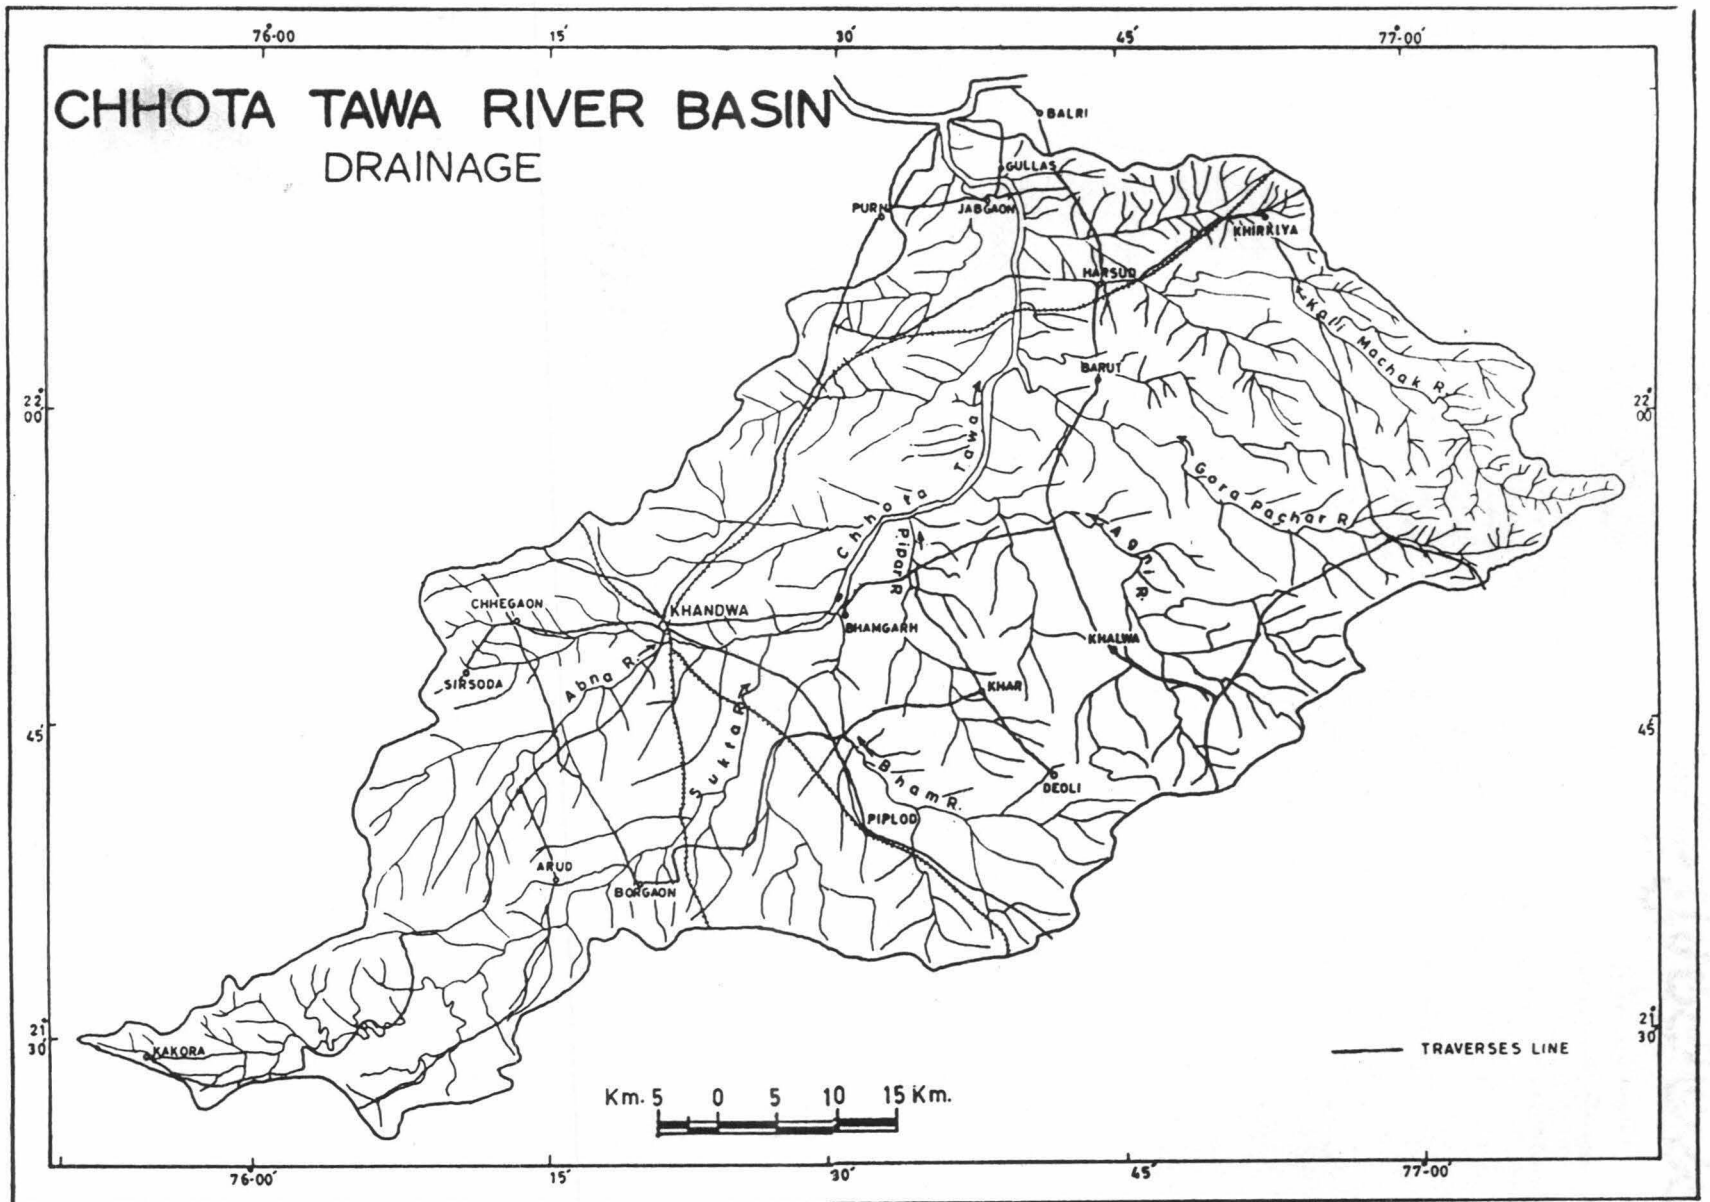 76-00 15' 30' 45' 77-00
CHHOTA TAWA RIVER BASIN
DRAINAGE
BALRI
GULLAS
PURN
JABGAON
KHIRKIYA
HARSUD
Kali Machak R.
BARUT
22° 00'
22° 00'
Chhota Tawa
Gora Pachar R.
Agni R.
Pipar R.
CHHEGAON
KHANDWA
BHAMGARH
KHALWA
Abna R.
SIRSODA
KHAR
Sukta R.
45'
45'
Bham R.
DEOLI
PIPLOD
ARUD
BORGAON
21° 30'
21° 30'
KAKORA
TRAVERSES LINE
Km. 5 0 5 10 15 Km.
76-00 15' 30' 45' 77-00